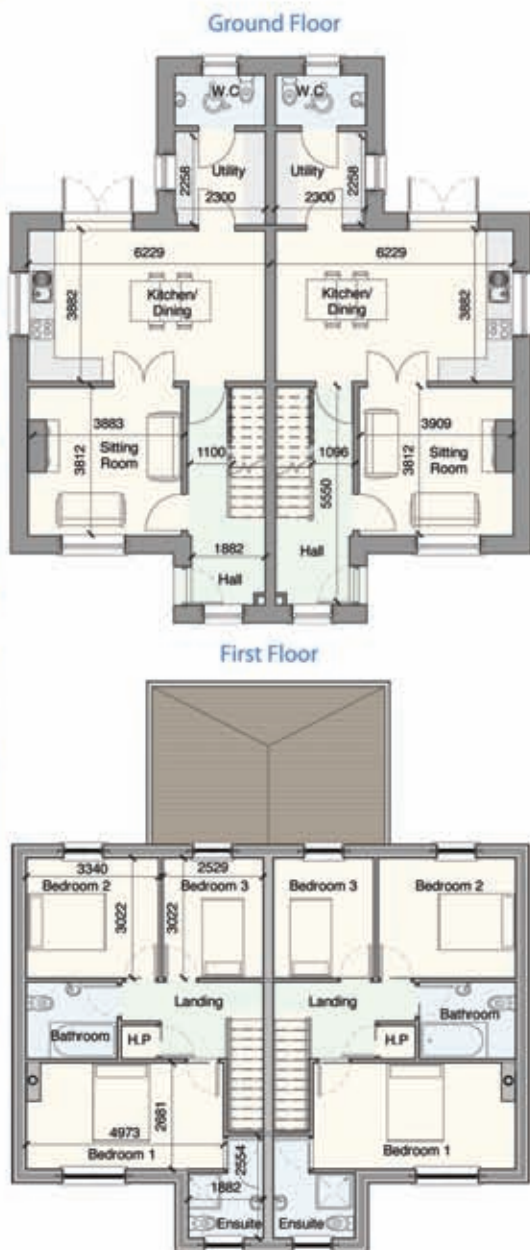 Ground Floor
W.C W.C
Utility Utility
2258 2258
2300 2300
6229 6229
3882 3882
Kitchen/ Kitchen/
Dining Dining
3883 3909
Sitting Sitting
Room Room
3812 3812
1100 1096
5550
1882
Hall Hall
First Floor
3340 2529
Bedroom 2 Bedroom 3 Bedroom 3 Bedroom 2
3022 3022
Landing Landing
Bathroom Bathroom
H.P H.P
2681
4973
Bedroom 1 Bedroom 1
2554
1882
Ensuite Ensuite